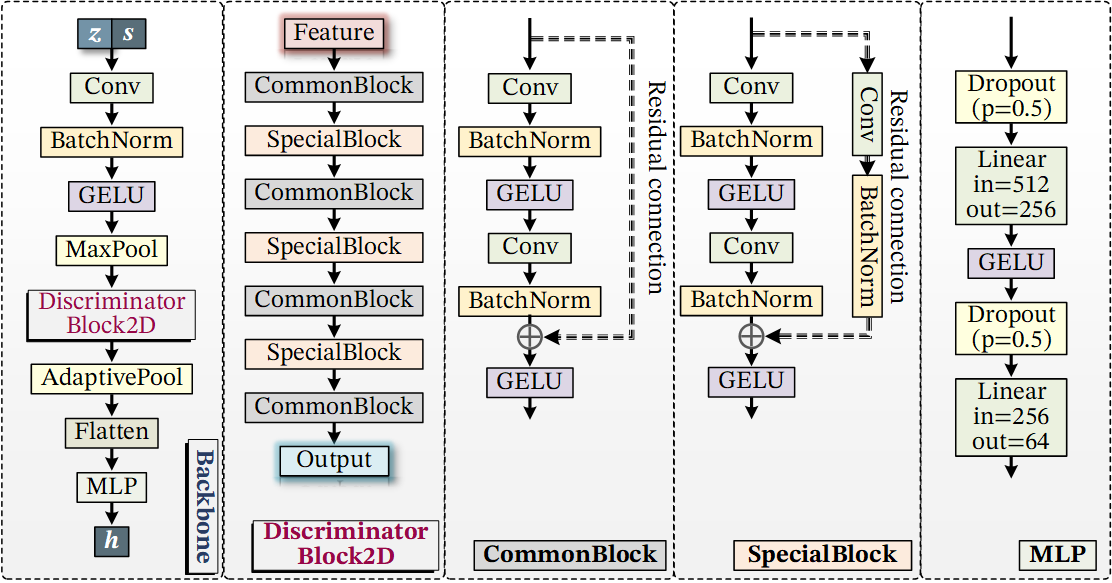 z s
Conv
BatchNorm
GELU
MaxPool
Discriminator
Block2D
AdaptivePool
Flatten
MLP
h
Backbone
Feature
CommonBlock
SpecialBlock
CommonBlock
SpecialBlock
CommonBlock
SpecialBlock
CommonBlock
Output
Discriminator
Block2D
Conv
BatchNorm
GELU
Conv
BatchNorm
GELU
Residual connection
CommonBlock
Conv
BatchNorm
GELU
Conv
BatchNorm
GELU
Conv
BatchNorm
Residual connection
SpecialBlock
Dropout
(p=0.5)
Linear
in=512
out=256
GELU
Dropout
(p=0.5)
Linear
in=256
out=64
MLP